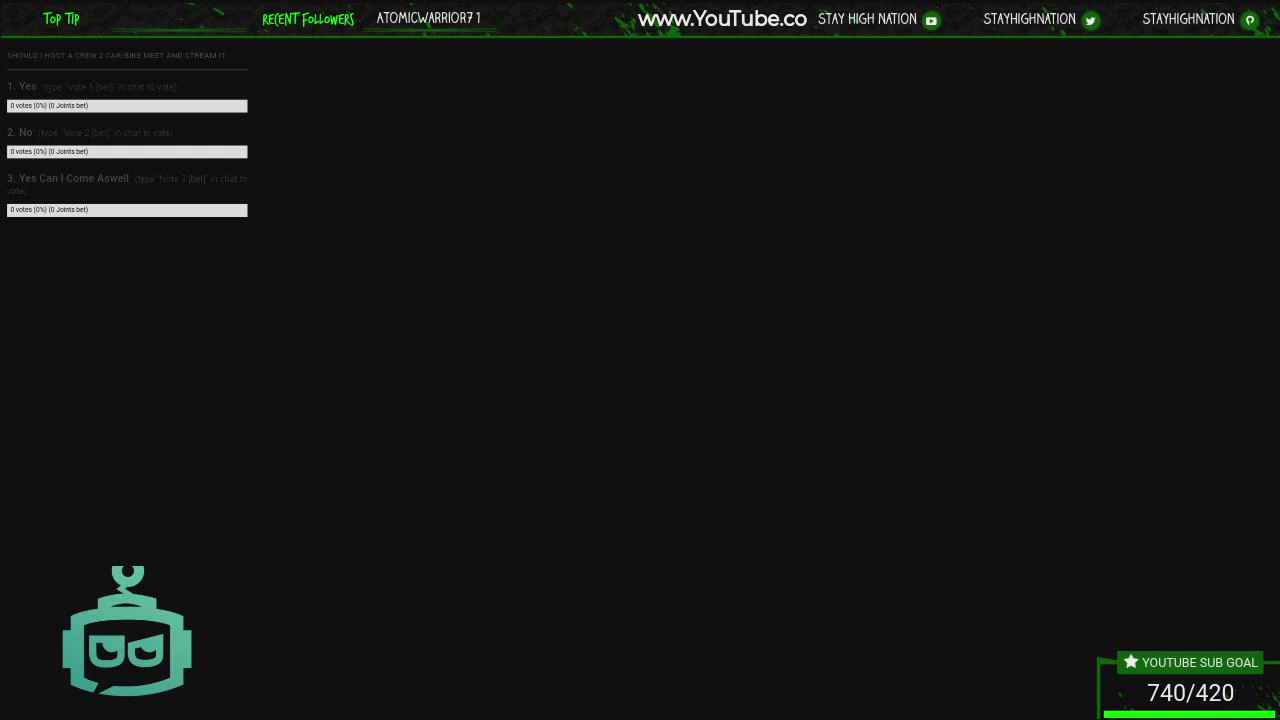 Top Tip
Recent Followers
ATOMICWARRIOR7 1
www.YouTube.co
STAY HIGH NATION
STAYHIGHNATION
STAYHIGHNATION
SHOULD I HOST A CREW 2 CAR/BIKE MEET AND STREAM IT
1. Yes (type "!vote 1 [bet]" in chat to vote)
0 votes (0%) (0 Joints bet)
2. No (type "!vote 2 [bet]" in chat to vote)
0 votes (0%) (0 Joints bet)
3. Yes Can I Come Aswell (type "!vote 3 [bet]" in chat to
vote)
0 votes (0%) (0 Joints bet)
YOUTUBE SUB GOAL
740/420